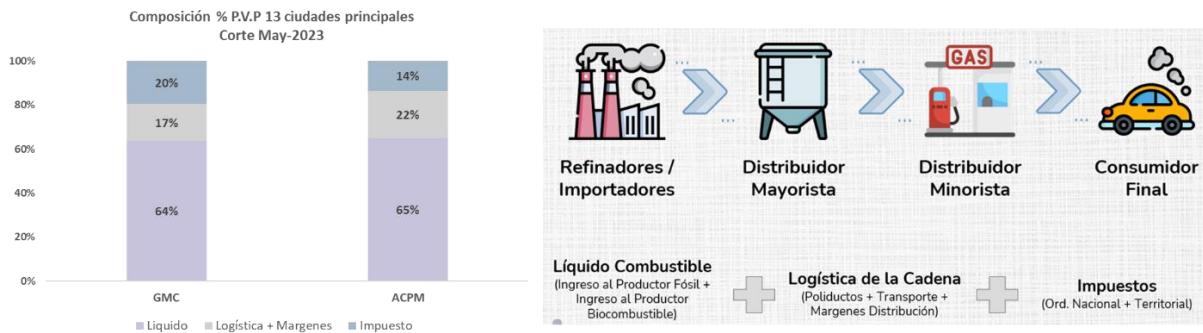 Composición % P.V.P 13 ciudades principales
Corte May-2023
100%
80%
60%
40%
20%
0%
20%
17%
64%
14%
22%
65%
GMC
ACPM
Liquido
Logística + Margenes
Impuesto
GAS
Refinadores /
Importadores
Distribuidor
Mayorista
Distribuidor
Minorista
Consumidor
Final
Líquido Combustible
(Ingreso al Productor Fósil +
Ingreso al Productor
Biocombustible)
Logística de la Cadena
(Poliductos + Transporte +
Margenes Distribución)
Impuestos
(Ord. Nacional + Territorial)